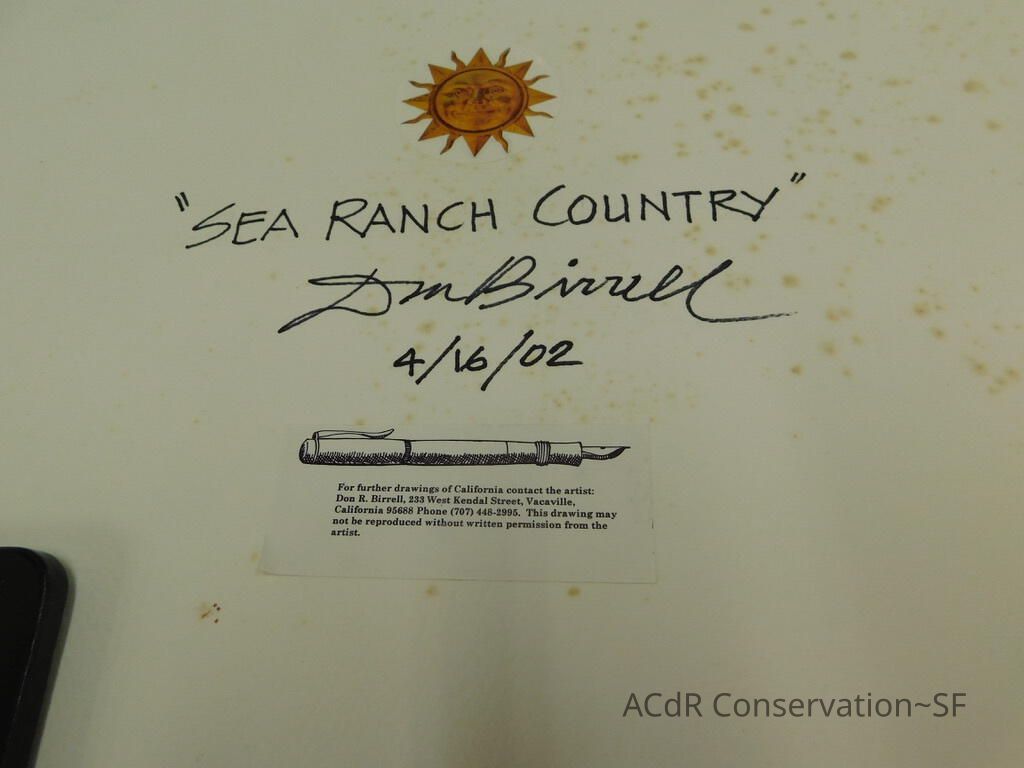 "SEA RANCH COUNTRY"
Don Birrell
4/16/02
For further drawings of California contact the artist:
Don R. Birrell, 233 West Kendal Street, Vacaville,
California 95688 Phone (707) 448-2995. This drawing may
not be reproduced without written permission from the
artist.
ACdR Conservation~SF